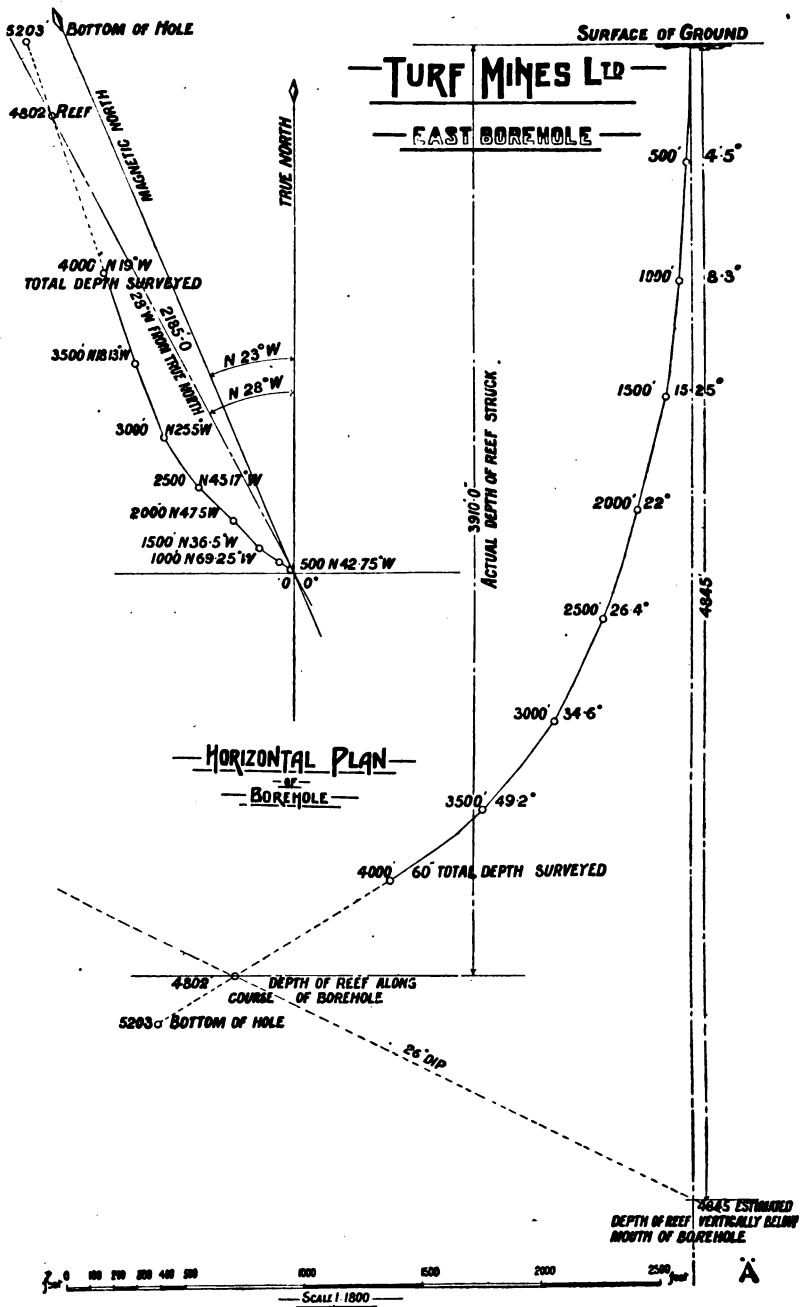 SURFACE OF GROUND
TURF MINES LTD
EAST BOREHOLE
5203'
BOTTOM OF HOLE
4802' REEF
MAGNETIC NORTH
TRUE NORTH
4000' N19°W
TOTAL DEPTH SURVEYED
2185'0
28°W FROM TRUE NORTH
3500' N18.13°W
N 23°W
N 28°W
3000' N25.5°W
2500 N45.17°W
2000' N47.5W
1500' N36.5°W
1000' N69.25°W
500 N42.75°W
0 0°
500' 4.5°
1000' 8.3°
1500' 15.25°
2000' 22°
2500' 26.4°
3000' 34.6°
3500' 49.2°
4000' 60° TOTAL DEPTH SURVEYED
3910'.0"
ACTUAL DEPTH OF REEF STRUCK
4845'
HORIZONTAL PLAN
OF
BOREHOLE
4802' DEPTH OF REEF ALONG
COURSE OF BOREHOLE
5203 BOTTOM OF HOLE
26° DIP
4845 ESTIMATED
DEPTH OF REEF VERTICALLY BELOW
MOUTH OF BOREHOLE
feet 0 100 200 300 400 500 1000 1500 2000 2500 feet
SCALE 1:1800
Ä